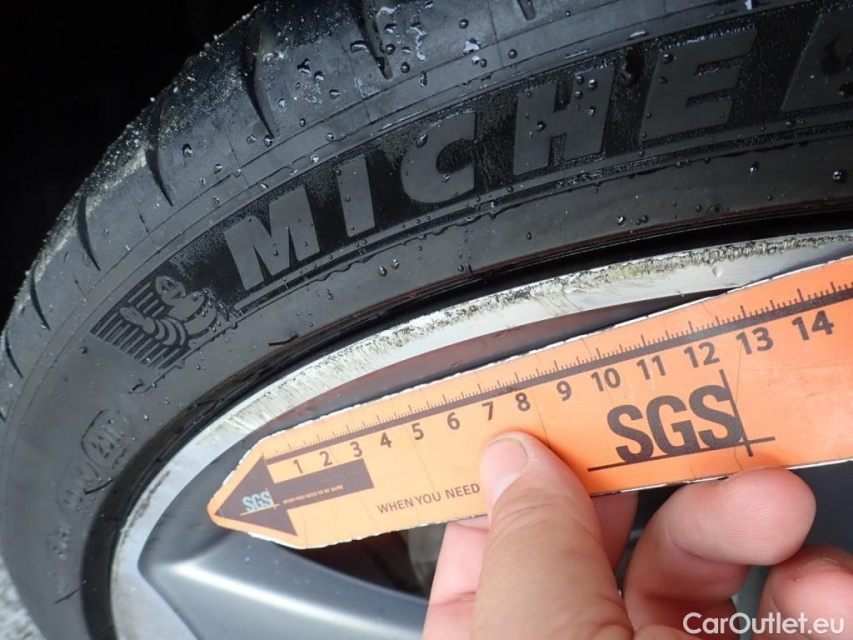 MICHE
1 2 3 4 5 6 7 8 9 10 11 12 13 14
SGS
SGS
WHEN YOU NEED
CarOutlet.eu